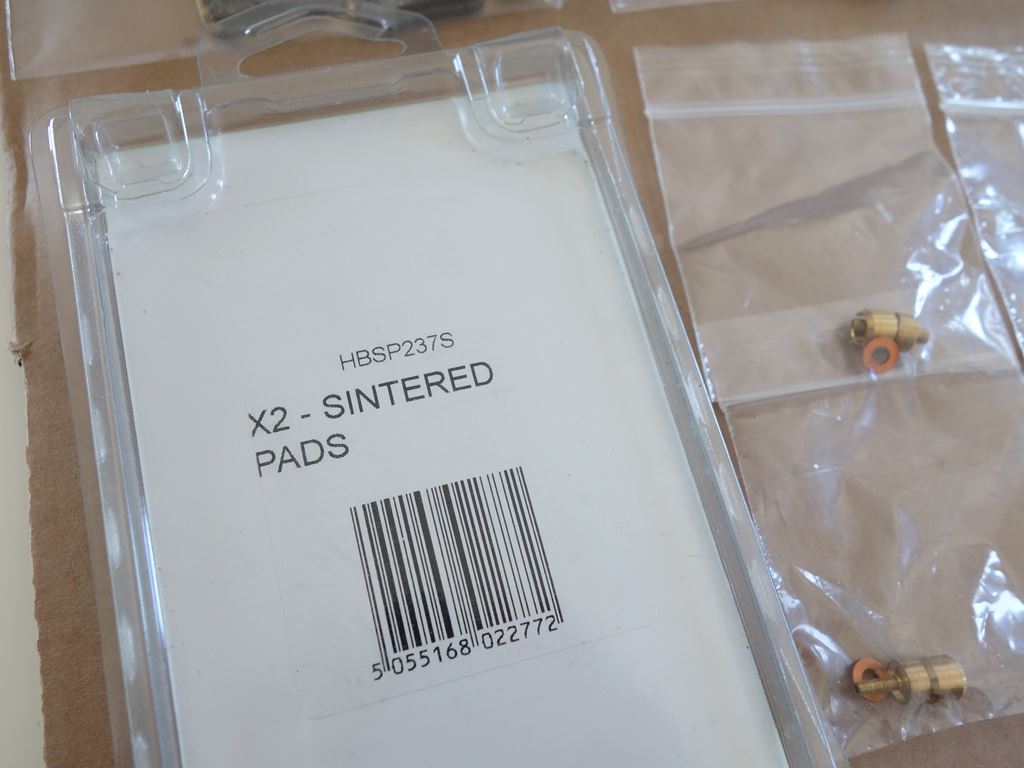 HBSP237S
X2 - SINTERED
PADS
5 055168 022772